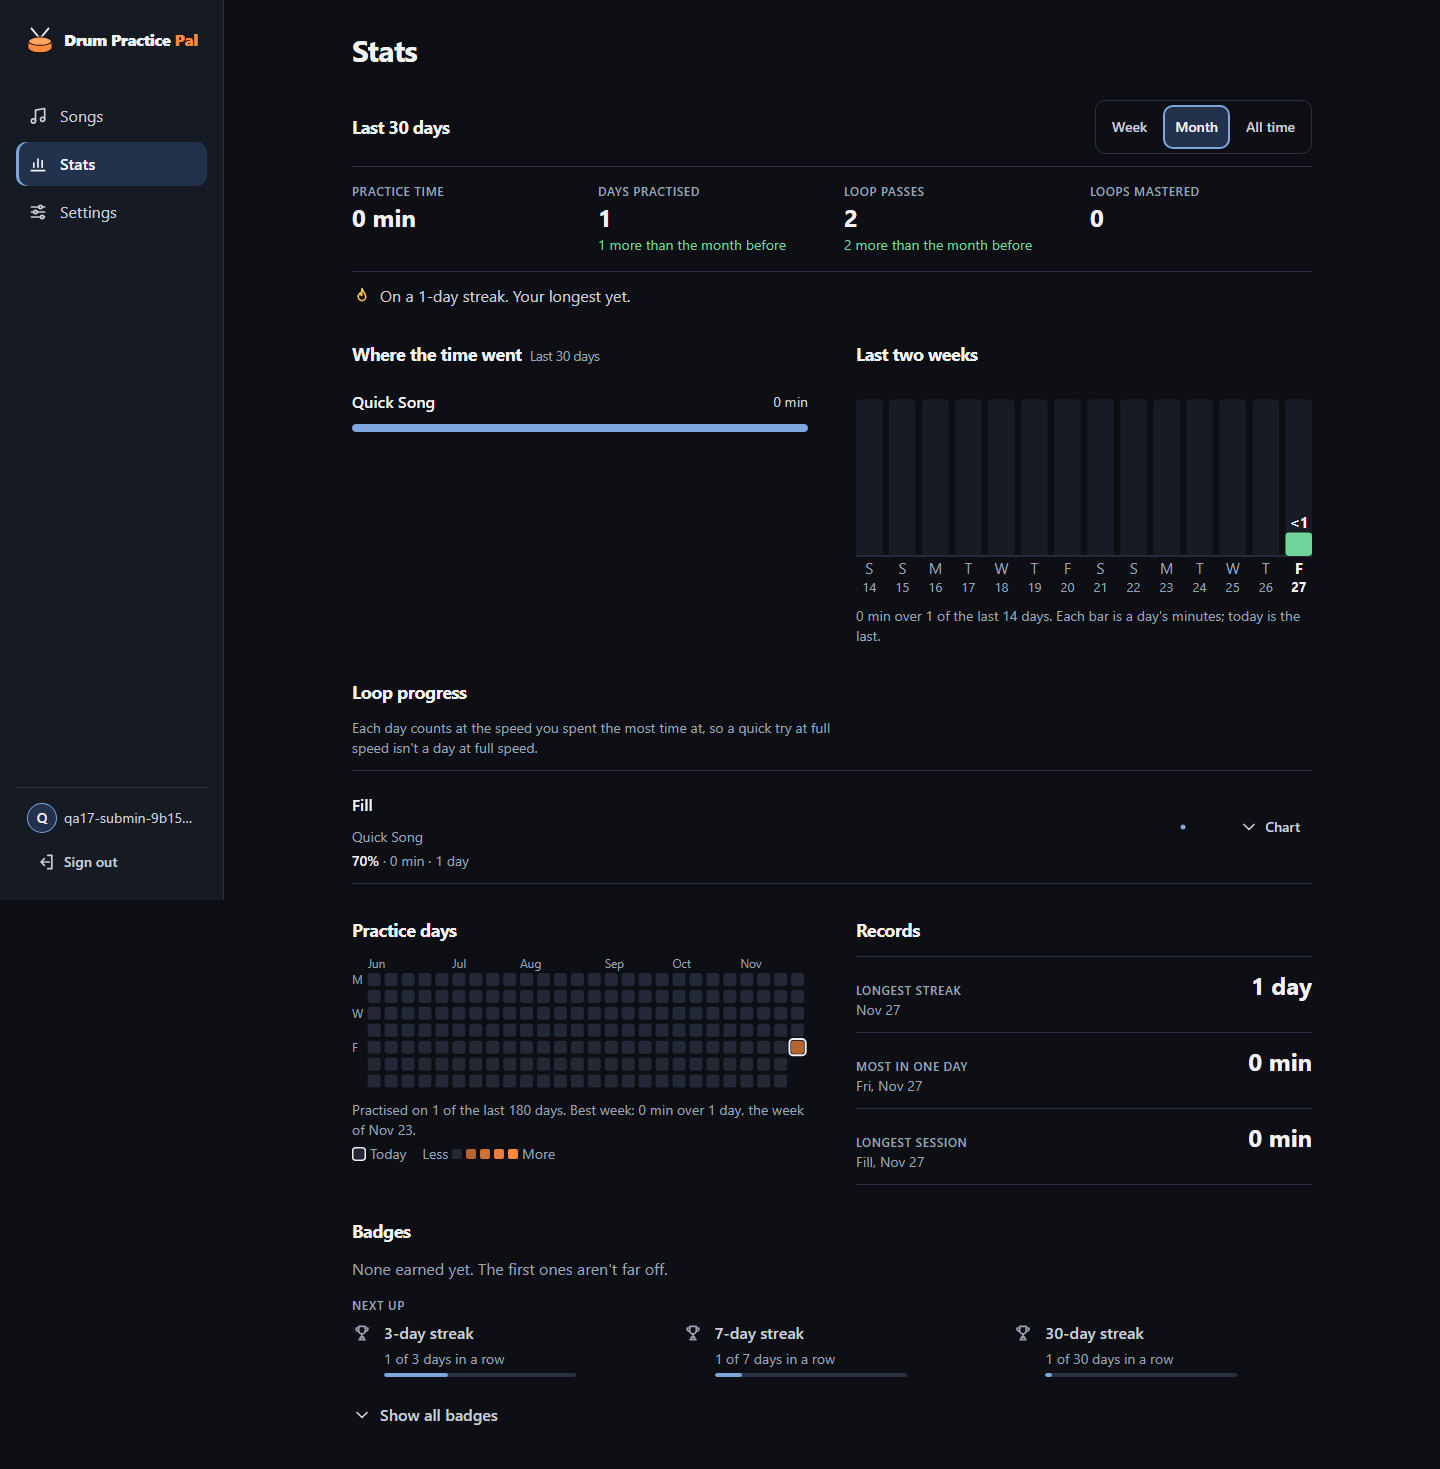 Drum Practice Pal
Songs
Stats
Settings
qa17-submin-9b15...
Sign out
Stats
Last 30 days
Week
Month
All time
PRACTICE TIME
0 min
DAYS PRACTISED
1
1 more than the month before
LOOP PASSES
2
2 more than the month before
LOOPS MASTERED
0
On a 1-day streak. Your longest yet.
Where the time went Last 30 days
Quick Song 0 min
Last two weeks
<1
S S M T W T F S S M T W T F
14 15 16 17 18 19 20 21 22 23 24 25 26 27
0 min over 1 of the last 14 days. Each bar is a day's minutes; today is the
last.
Loop progress
Each day counts at the speed you spent the most time at, so a quick try at full
speed isn't a day at full speed.
Fill
Quick Song
70% · 0 min · 1 day
Chart
Practice days
Jun Jul Aug Sep Oct Nov
M
W
F
Practised on 1 of the last 180 days. Best week: 0 min over 1 day, the week
of Nov 23.
Today Less More
Records
LONGEST STREAK
Nov 27
1 day
MOST IN ONE DAY
Fri, Nov 27
0 min
LONGEST SESSION
Fill, Nov 27
0 min
Badges
None earned yet. The first ones aren't far off.
NEXT UP
3-day streak
1 of 3 days in a row
7-day streak
1 of 7 days in a row
30-day streak
1 of 30 days in a row
Show all badges